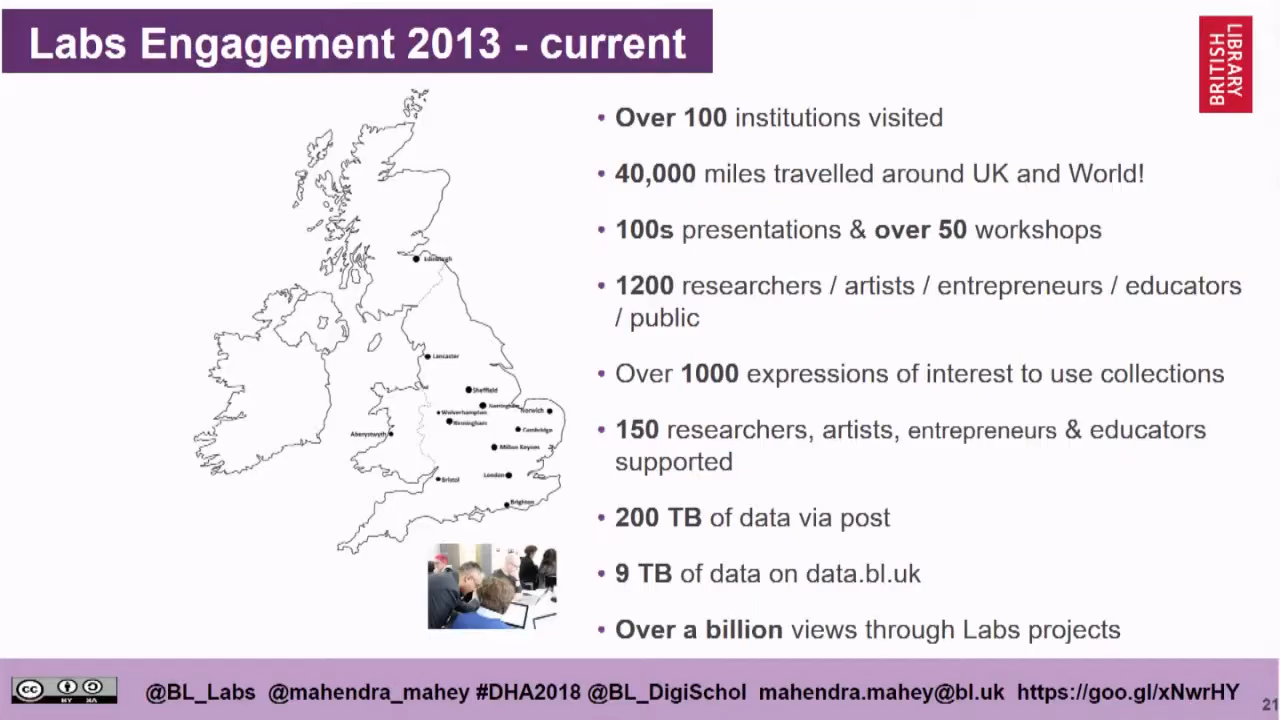 Labs Engagement 2013 - current
BRITISH
LIBRARY
• Over 100 institutions visited
• 40,000 miles travelled around UK and World!
• 100s presentations & over 50 workshops
• 1200 researchers / artists / entrepreneurs / educators
/ public
• Over 1000 expressions of interest to use collections
• 150 researchers, artists, entrepreneurs & educators
supported
• 200 TB of data via post
• 9 TB of data on data.bl.uk
• Over a billion views through Labs projects
Edinburgh
Lancaster
Sheffield
Nottingham
Norwich
Wolverhampton
Birmingham
Cambridge
Aberystwyth
Milton Keynes
London
Bristol
Brighton
cc
@BL_Labs @mahendra_mahey #DHA2018 @BL_DigiSchol mahendra.mahey@bl.uk https://goo.gl/xNwrHY
21